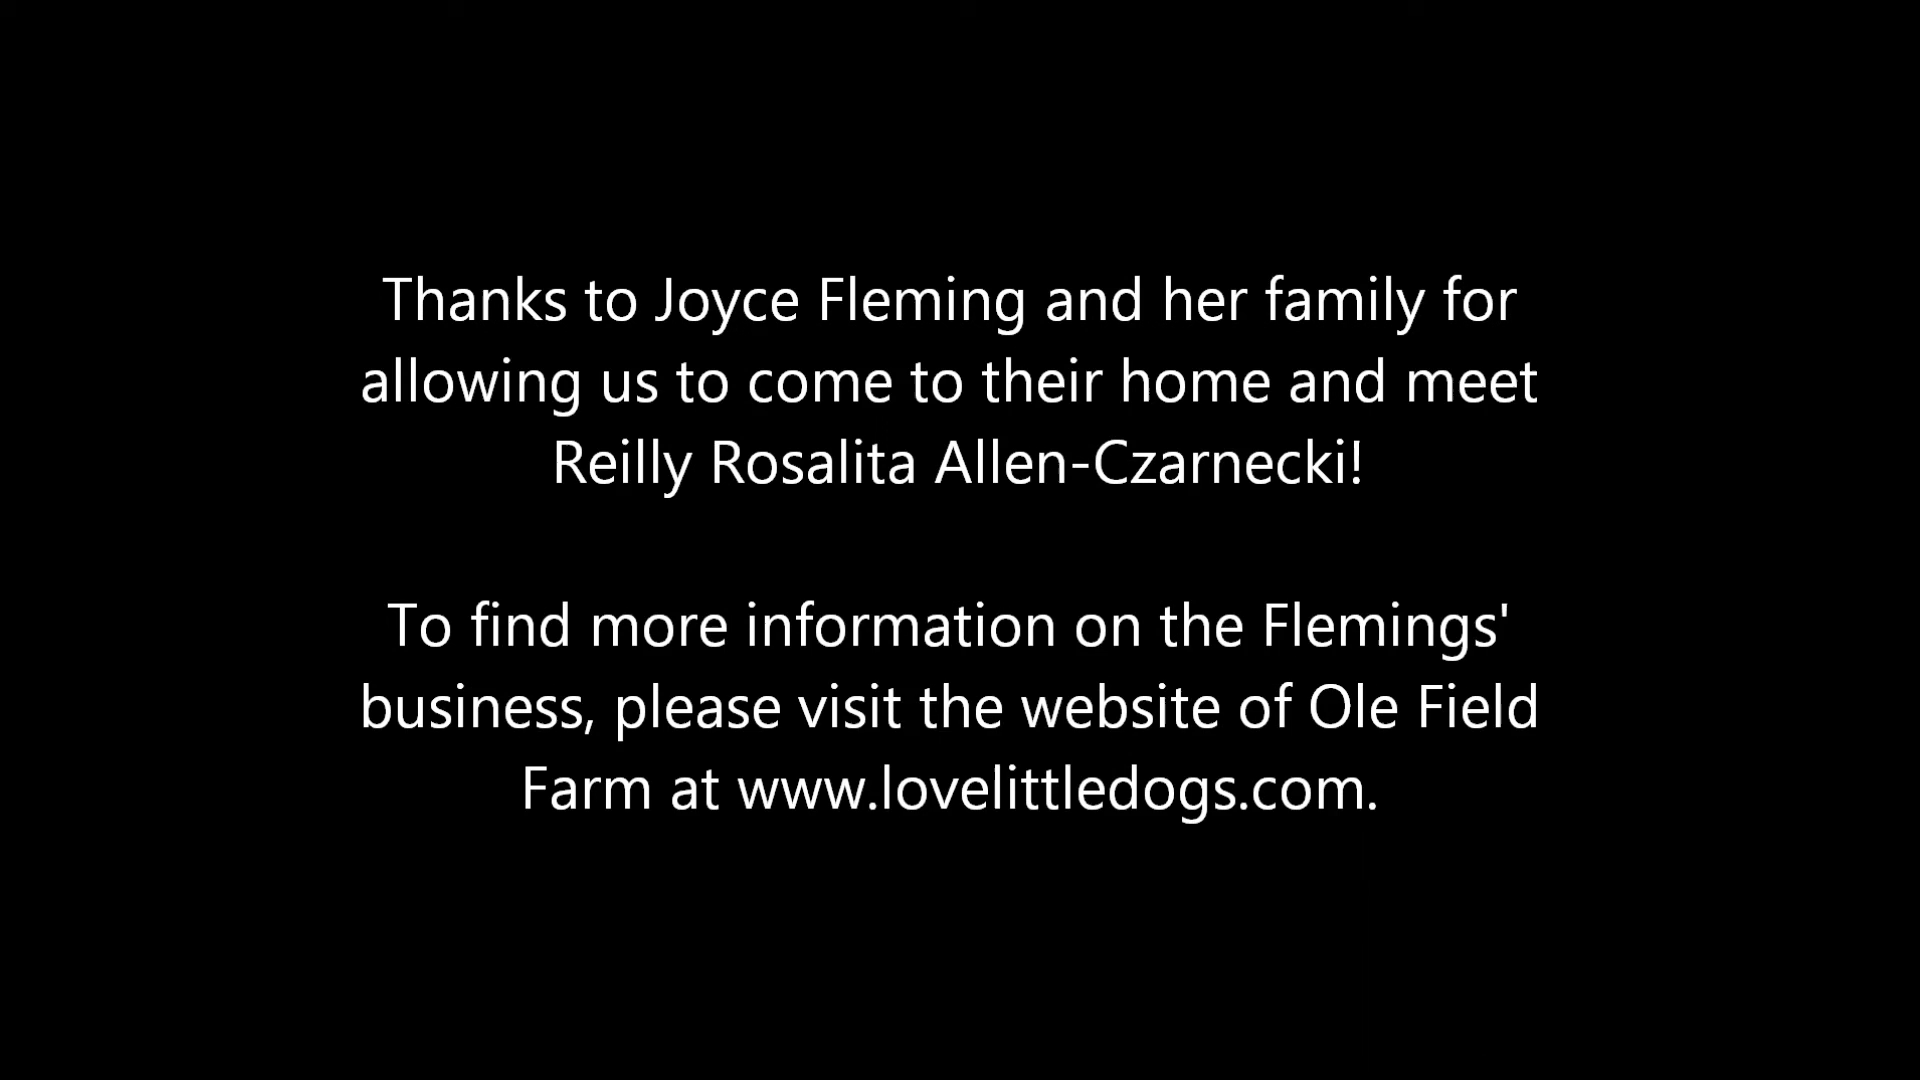 Thanks to Joyce Fleming and her family for
allowing us to come to their home and meet
Reilly Rosalita Allen-Czarnecki!
To find more information on the Flemings'
business, please visit the website of Ole Field
Farm at www.lovelittledogs.com.